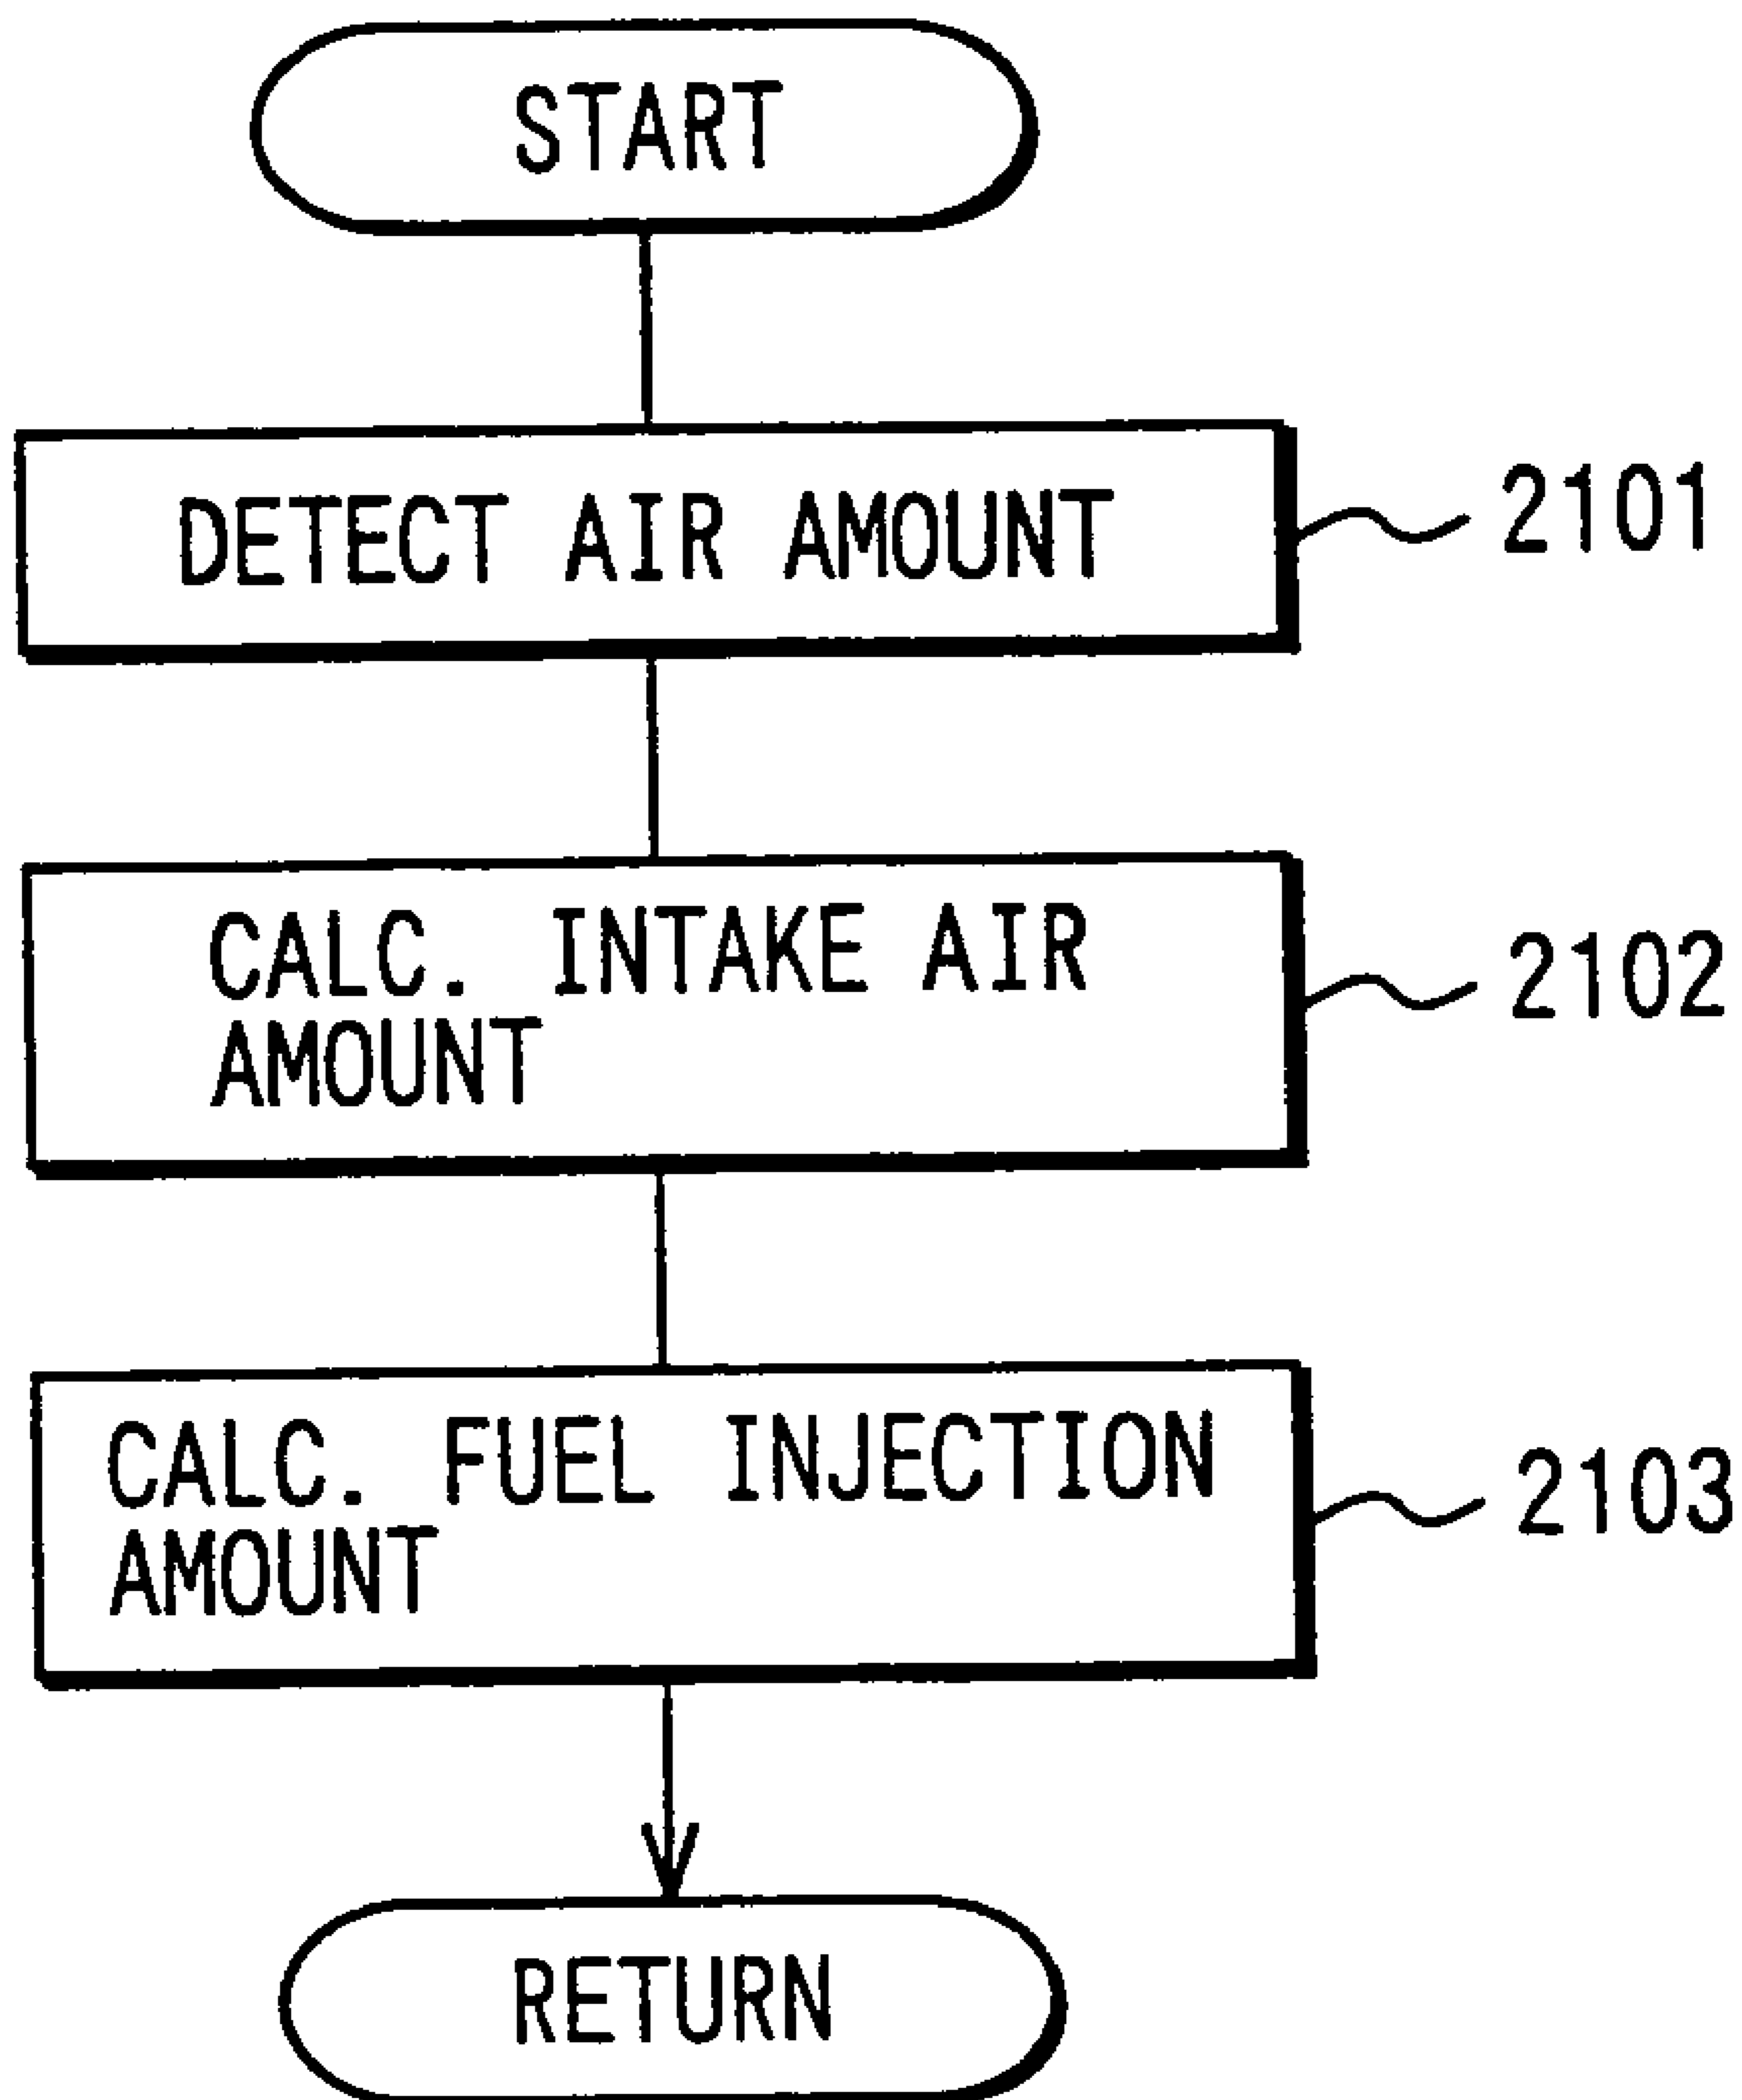 START
DETECT AIR AMOUNT
2101
CALC. INTAKE AIR
AMOUNT
2102
CALC. FUEL INJECTION
AMOUNT
2103
RETURN